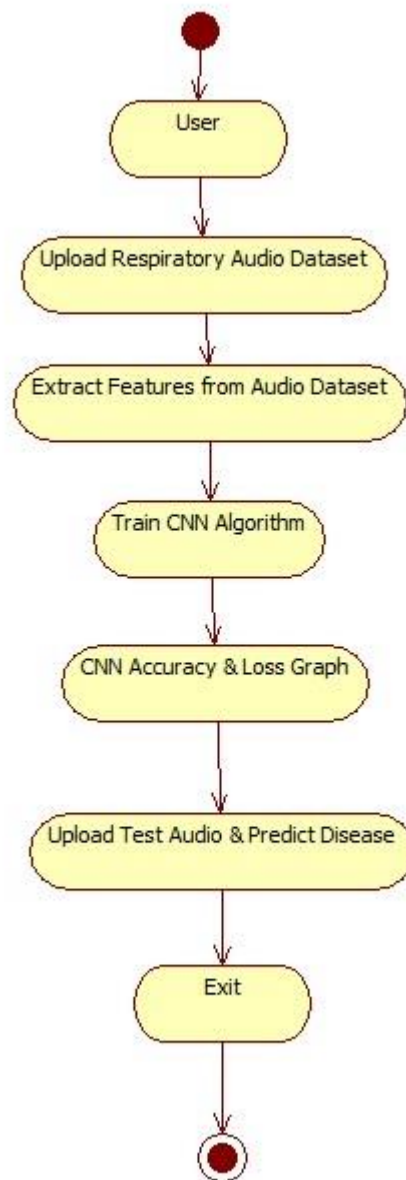 User
Upload Respiratory Audio Dataset
Extract Features from Audio Dataset
Train CNN Algorithm
CNN Accuracy & Loss Graph
Upload Test Audio & Predict Disease
Exit